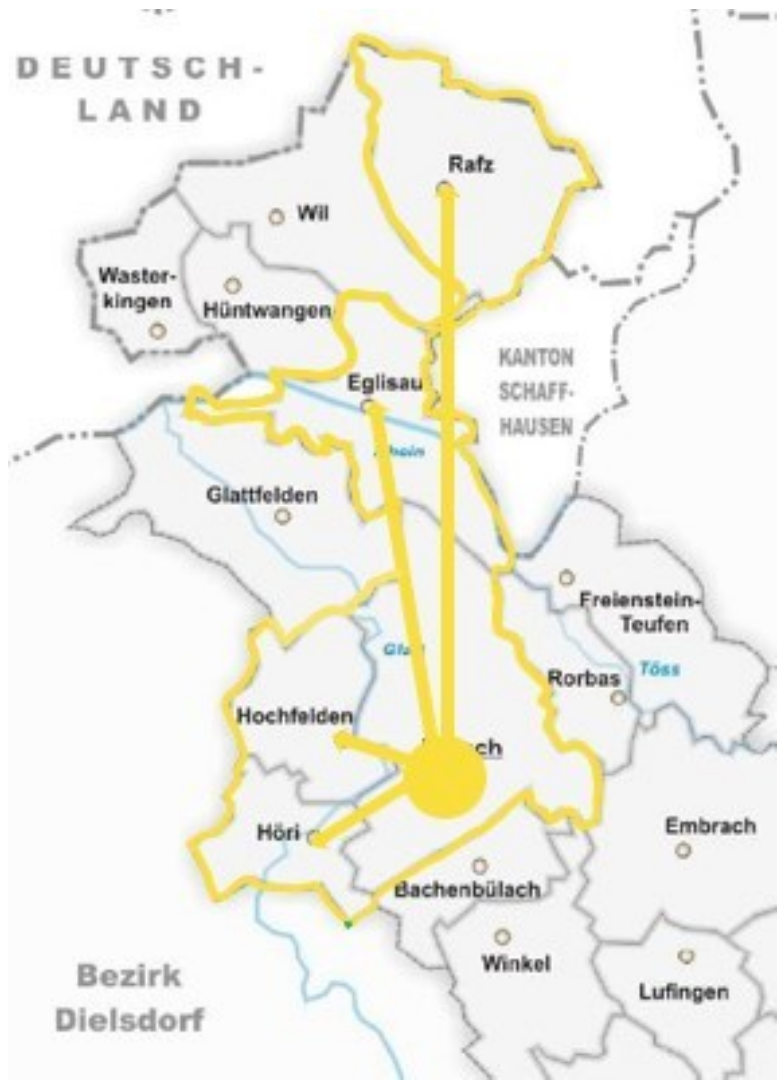 DEUTSCH-
LAND
Rafz
Wil
Waster-
kingen
Hüntwangen
KANTON
SCHAFF-
HAUSEN
Eglisau
Glattfelden
Freienstein-
Teufen
Rorbas
Töss
Hochfelden
Höri
Embrach
Bachenbülach
Winkel
Lufingen
Bezirk
Dielsdorf